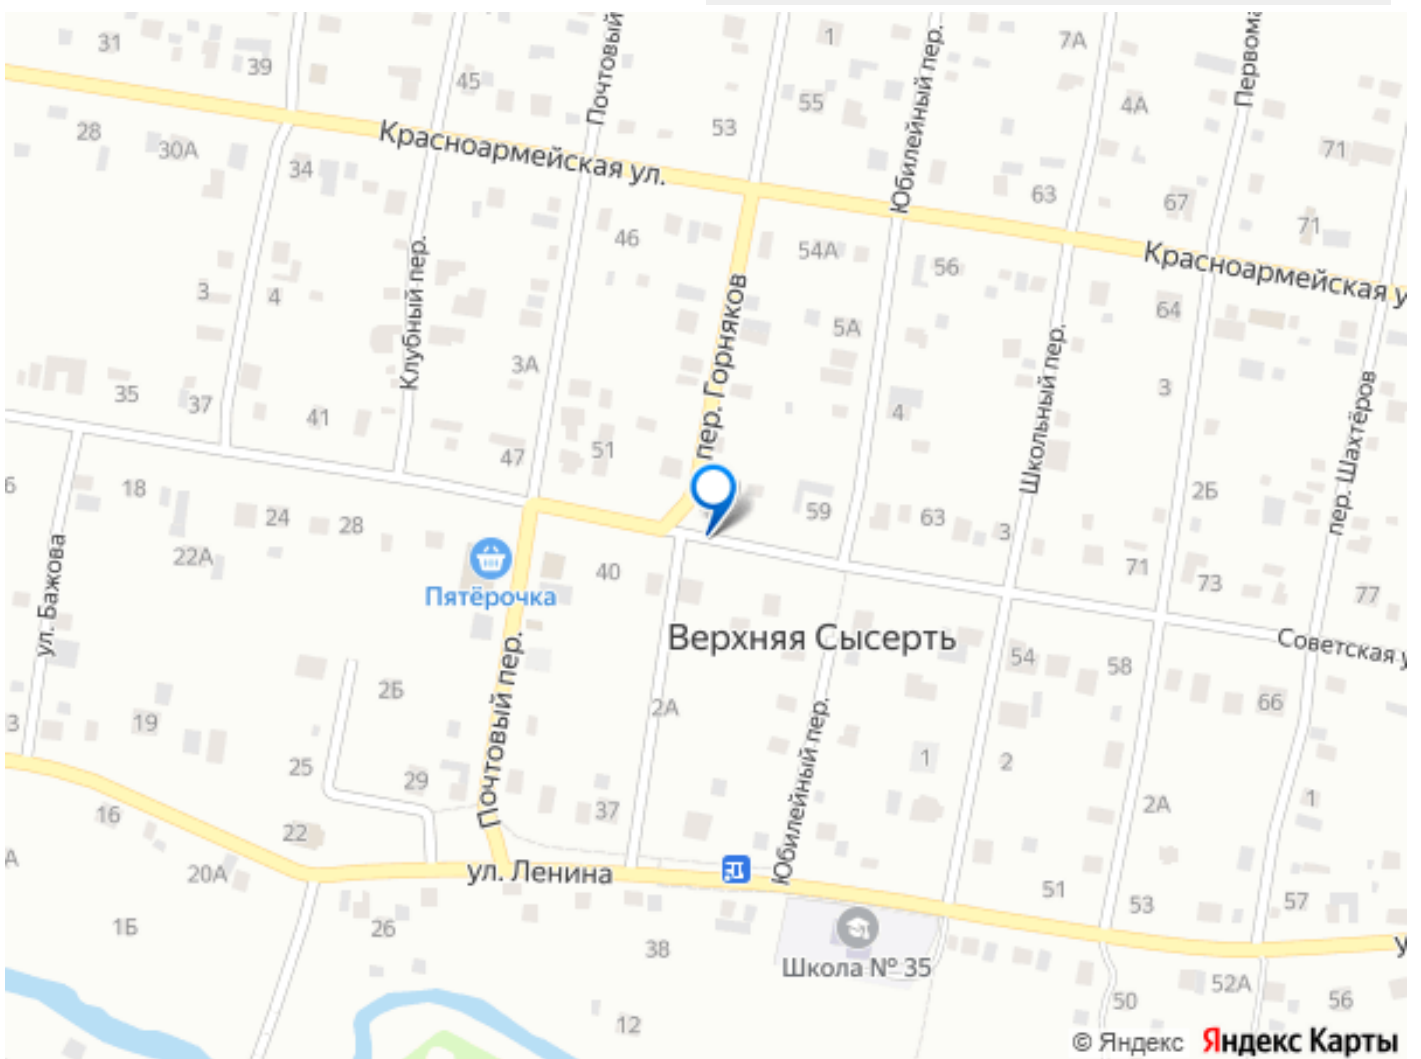 31
39
45
Почтовый
1
Юбилейный пер.
7А
Первома
28
30А
34
Красноармейская ул.
53
55
4А
63
67
71
71
46
54А
56
Красноармейская у
3
4
Клубный пер.
3А
пер. Горняков
5А
Школьный пер.
64
3
пер. Шахтёров
35
37
41
47
51
4
6
18
24
28
22А
59
63
3
2Б
71
73
77
ул. Бажова
Пятёрочка
40
Верхняя Сысерть
Советская у
54
58
66
3
19
2Б
Почтовый пер.
2А
Юбилейный пер.
1
2
2А
1
25
29
37
16
22
А
20А
ул. Ленина
51
53
57
1Б
26
38
Школа № 35
у
50
52А
56
12
© Яндекс Яндекс Карты